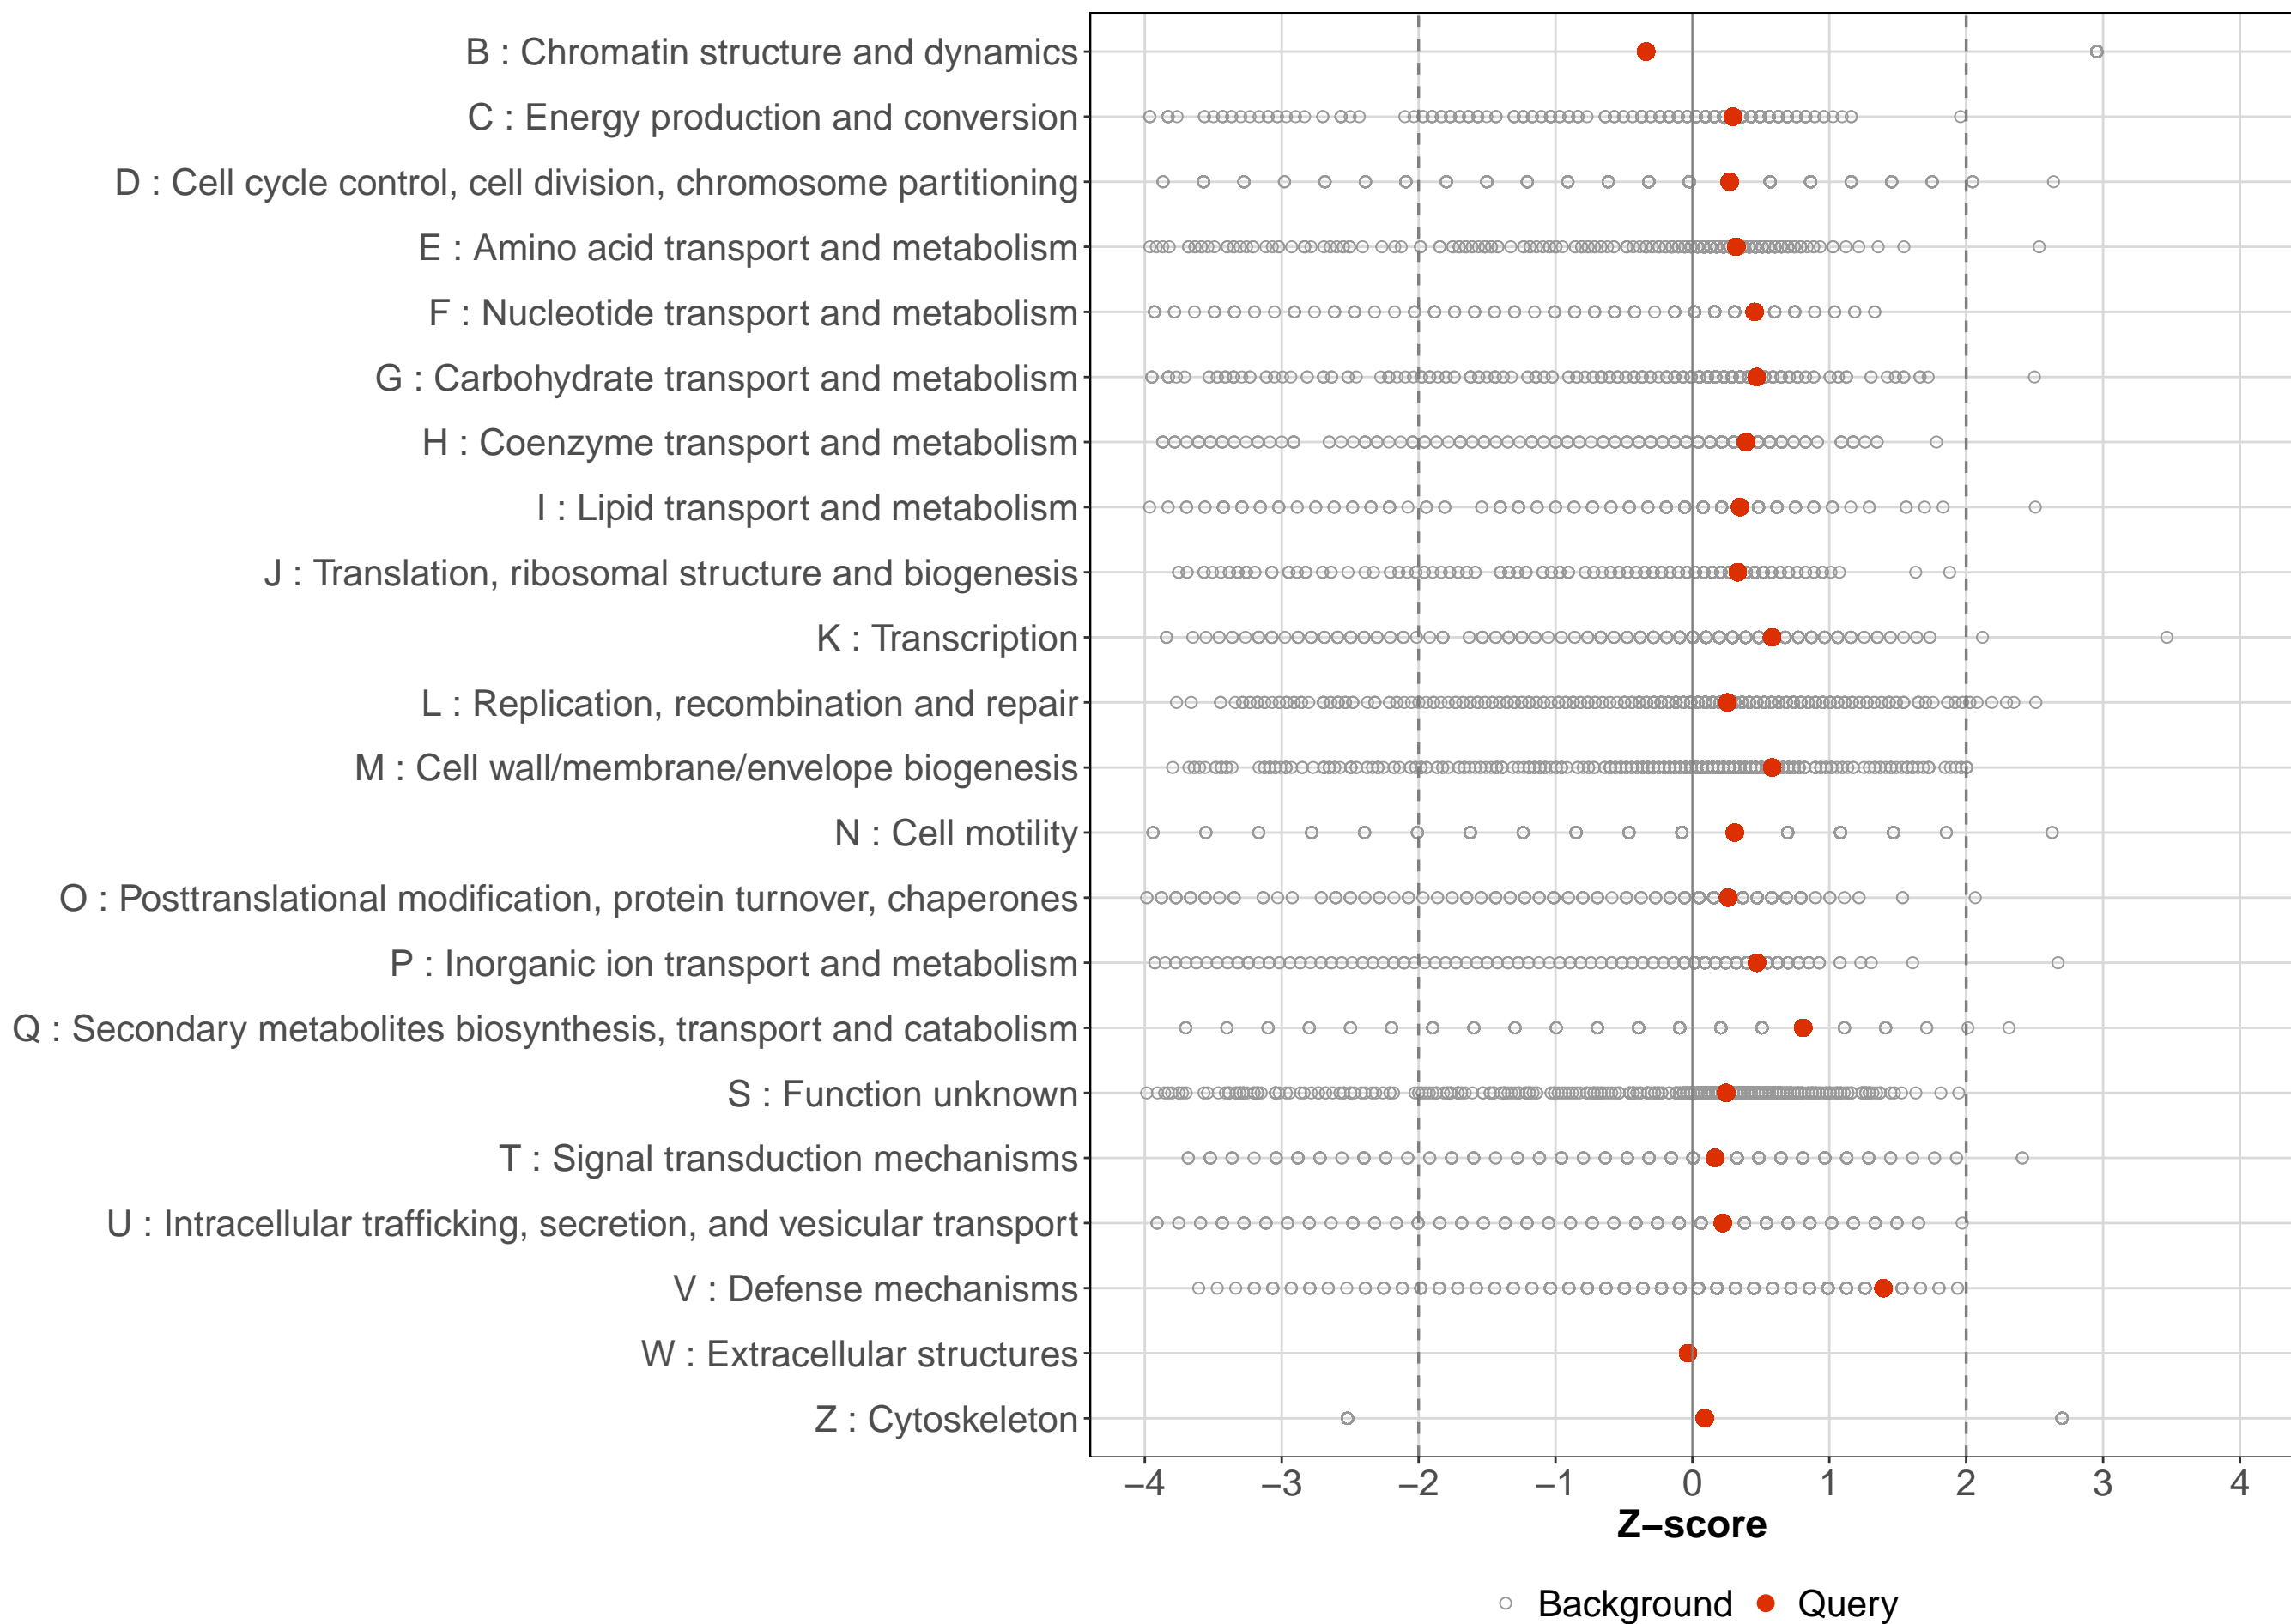 B : Chromatin structure and dynamics
C : Energy production and conversion
D : Cell cycle control, cell division, chromosome partitioning
E : Amino acid transport and metabolism
F : Nucleotide transport and metabolism
G : Carbohydrate transport and metabolism
H : Coenzyme transport and metabolism
I : Lipid transport and metabolism
J : Translation, ribosomal structure and biogenesis
K : Transcription
L : Replication, recombination and repair
M : Cell wall/membrane/envelope biogenesis
N : Cell motility
O : Posttranslational modification, protein turnover, chaperones
P : Inorganic ion transport and metabolism
Q : Secondary metabolites biosynthesis, transport and catabolism
S : Function unknown
T : Signal transduction mechanisms
U : Intracellular trafficking, secretion, and vesicular transport
V : Defense mechanisms
W : Extracellular structures
Z : Cytoskeleton
−4 −3 −2 −1 0 1 2 3 4
Z−score
Background Query